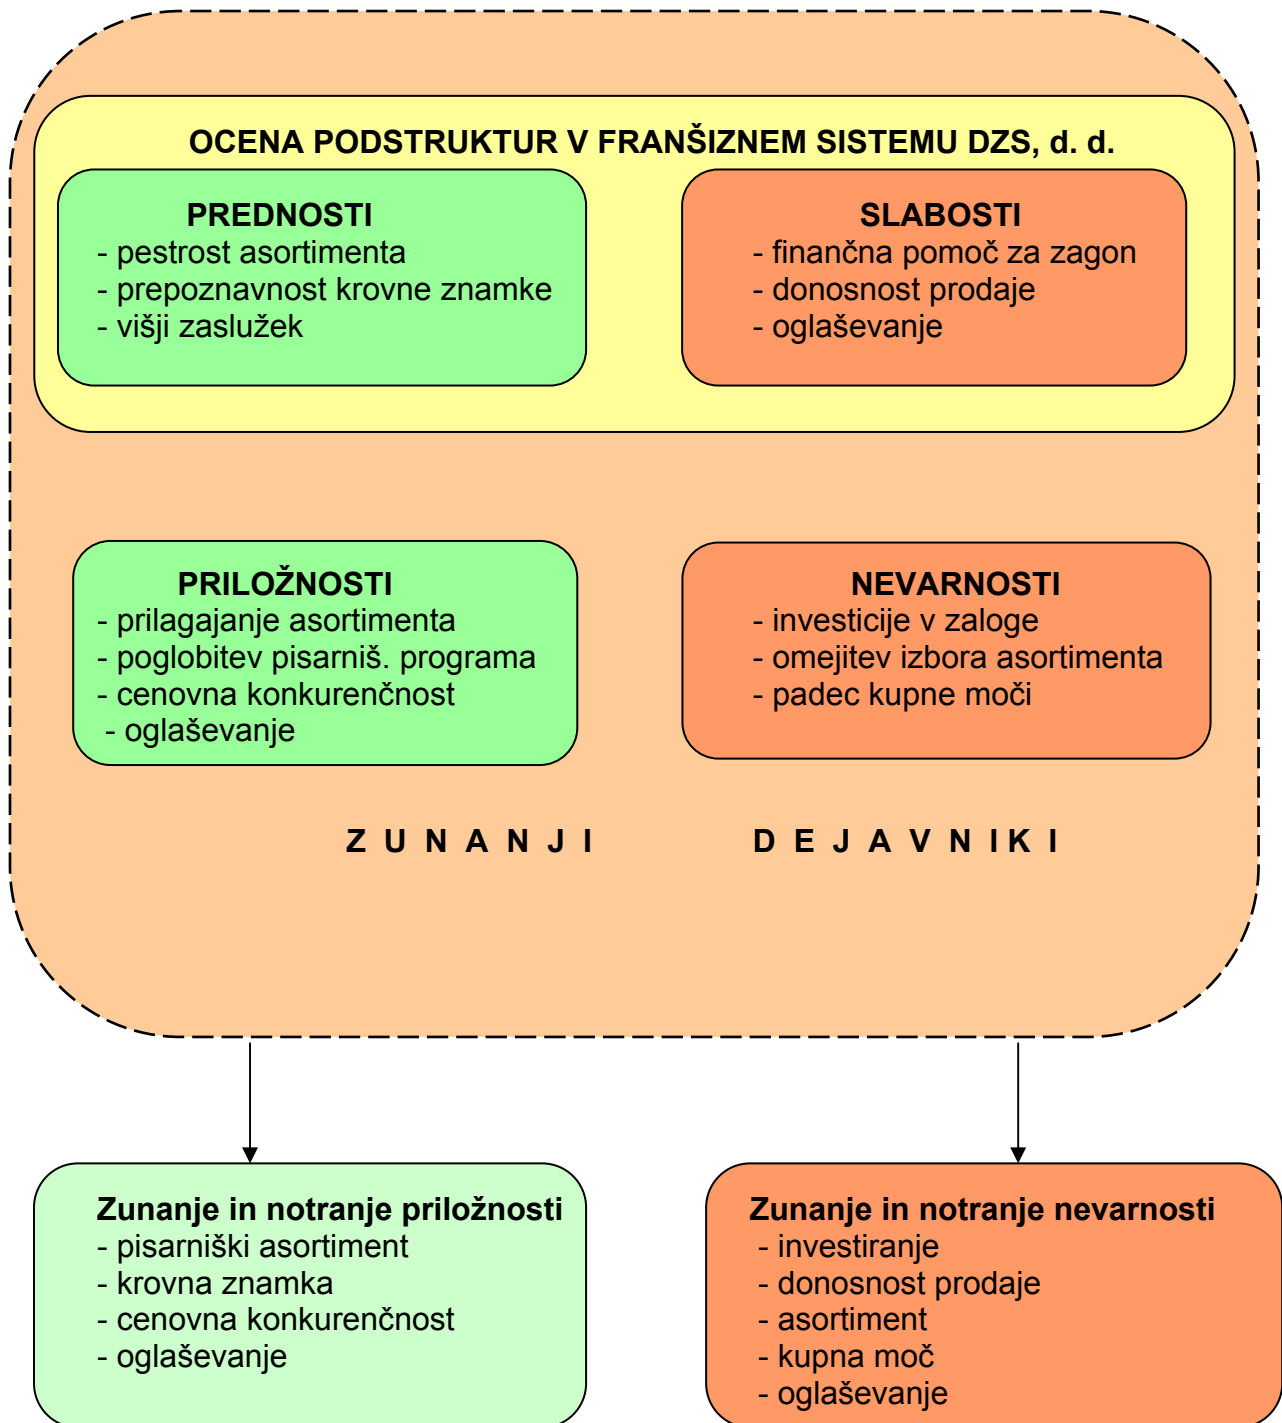 OCENA PODSTRUKTUR V FRANŠIZNEM SISTEMU DZS, d. d.
PREDNOSTI
- pestrost asortimenta
- prepoznavnost krovne znamke
- višji zaslužek
SLABOSTI
- finančna pomoč za zagon
- donosnost prodaje
- oglaševanje
PRILOŽNOSTI
- prilagajanje asortimenta
- poglobitev pisarniš. programa
- cenovna konkurenčnost
- oglaševanje
NEVARNOSTI
- investicije v zaloge
- omejitev izbora asortimenta
- padec kupne moči
Z U N A N J I D E J A V N I K I
Zunanje in notranje priložnosti
- pisarniški asortiment
- krovna znamka
- cenovna konkurenčnost
- oglaševanje
Zunanje in notranje nevarnosti
- investiranje
- donosnost prodaje
- asortiment
- kupna moč
- oglaševanje